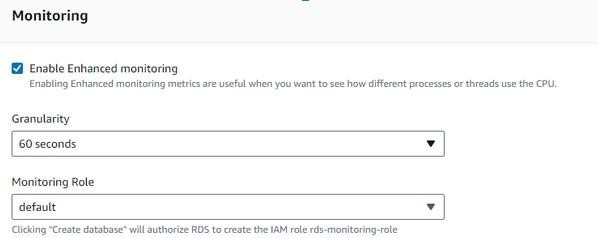 Monitoring
Enable Enhanced monitoring
Enabling Enhanced monitoring metrics are useful when you want to see how different processes or threads use the CPU.
Granularity
60 seconds
Monitoring Role
default
Clicking "Create database" will authorize RDS to create the IAM role rds-monitoring-role